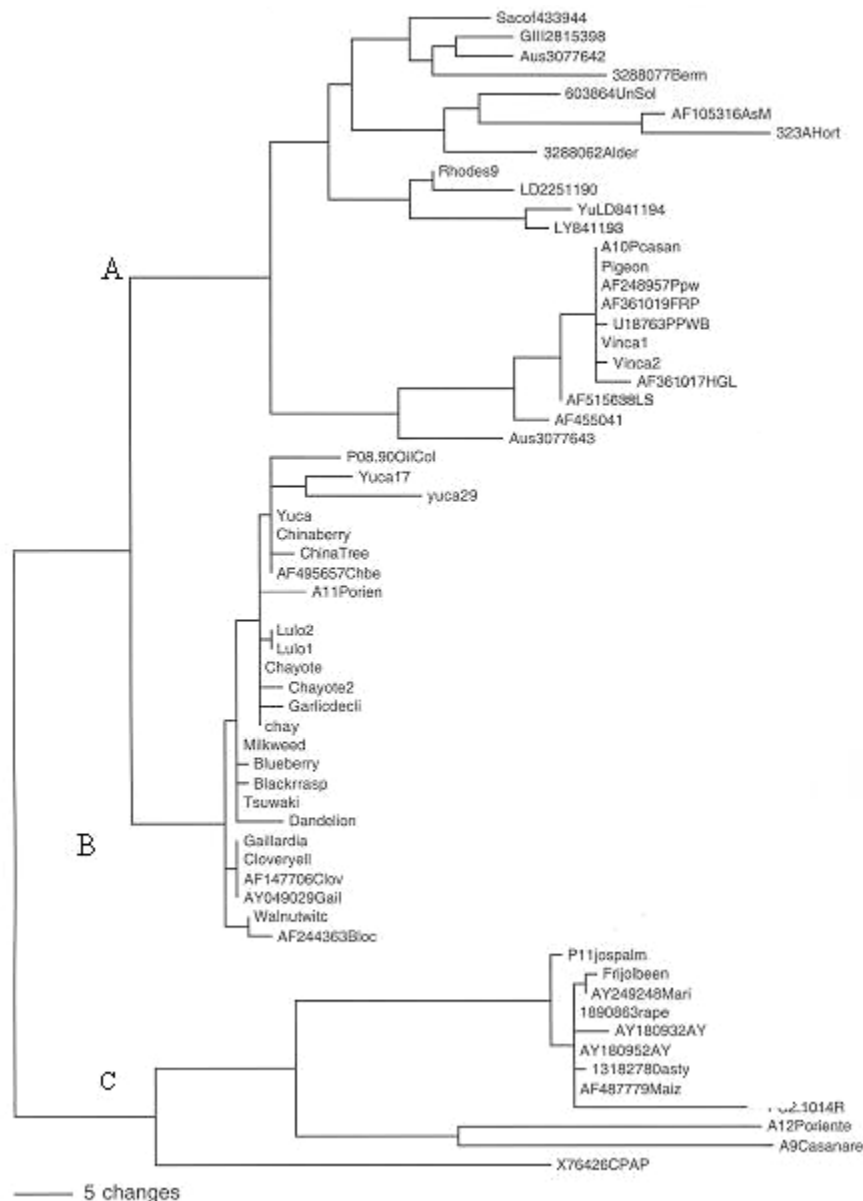 Sacof433944
GIII2815398
Aus3077642
3288077Berm
603864UnSol
AF105316AsM
323AHort
3288062Alder
Rhodes9
LD2251190
YuLD841194
LY841193
A10Pcasan
A
Pigeon
AF248957Ppw
AF361019FRP
U18763PPWB
Vinca1
Vinca2
AF361017HGL
AF515638LS
AF455041
Aus3077643
P08.90OilCol
Yuca17
yuca29
Yuca
Chinaberry
ChinaTree
AF495657Chbe
A11Porien
Lulo2
Lulo1
Chayote
Chayote2
Garlicdecli
chay
Milkweed
Blueberry
Blackrrasp
Tsuwaki
Dandelion
B
Gaillardia
Cloveryell
AF147706Clov
AY049029Gail
Walnutwitc
AF244363Bloc
P11jospalm
Frijolbeen
AY249248Mari
1890863rape
AY180932AY
AY180952AY
13182780asty
C
AF487779Maiz
A12Poriente
A9Casanare
X76426CPAP
5 changes